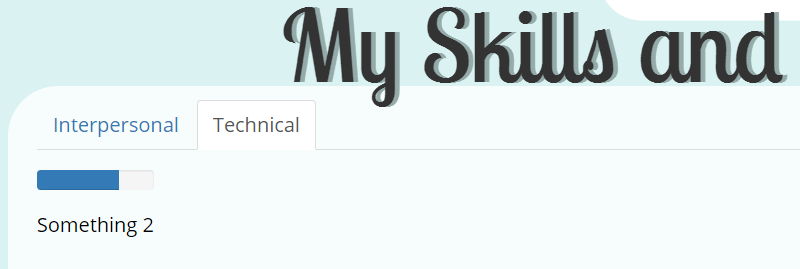 My Skills and
Interpersonal Technical
Something 2